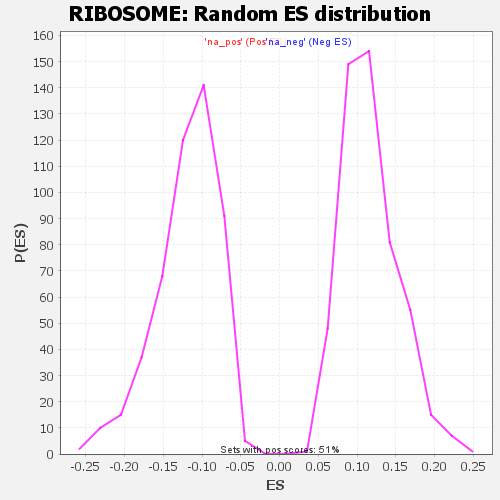 RIBOSOME: Random ES distribution
'na_pos' (Pos'na_neg' (Neg ES)
160
150
140
130
120
110
100
90
80
70
60
50
40
30
20
10
0
P(ES)
Sets with pos scores: 51%
-0.25 -0.20 -0.15 -0.10 -0.05 0.00 0.05 0.10 0.15 0.20 0.25
ES